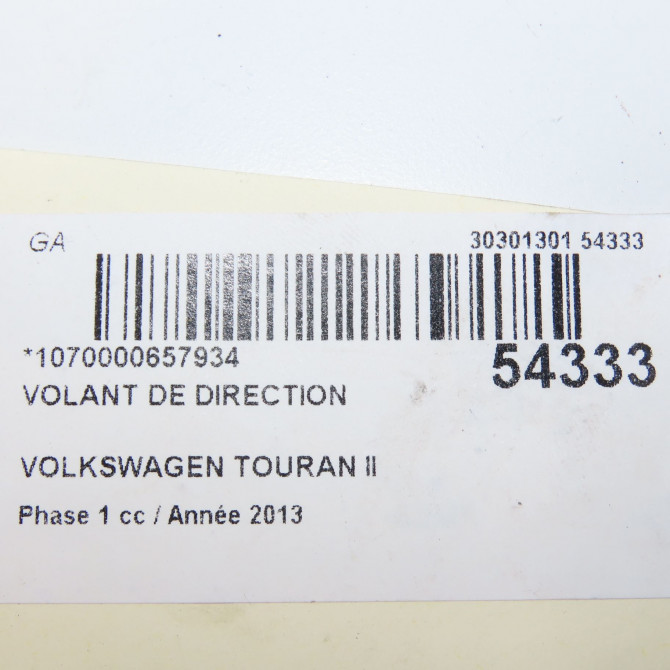 GA 30301301 54333
*1070000657934 54333
VOLANT DE DIRECTION
VOLKSWAGEN TOURAN II
Phase 1 cc / Année 2013